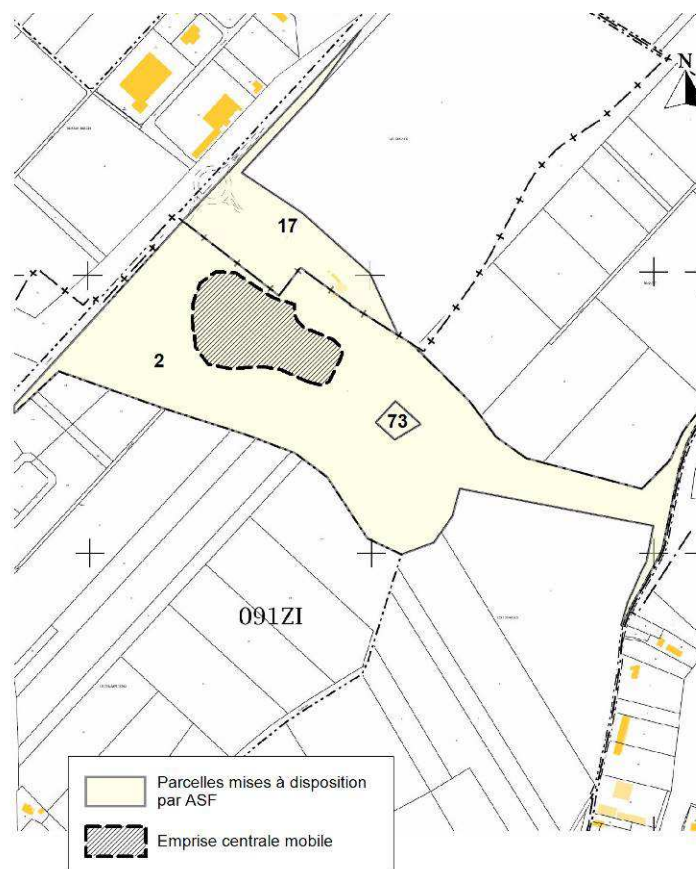 N
17
2
73
091ZI
Parcelles mises à disposition
par ASF
Emprise centrale mobile